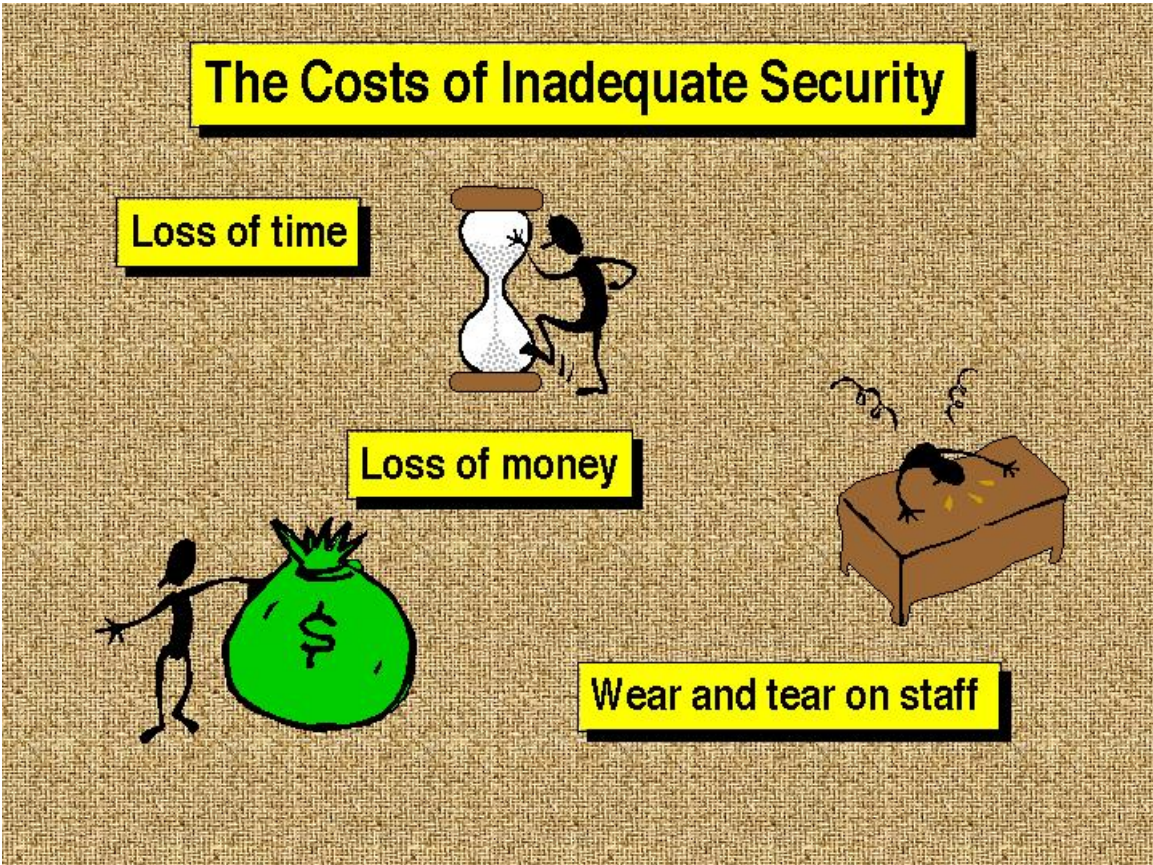 The Costs of Inadequate Security
Loss of time
Loss of money
$
Wear and tear on staff